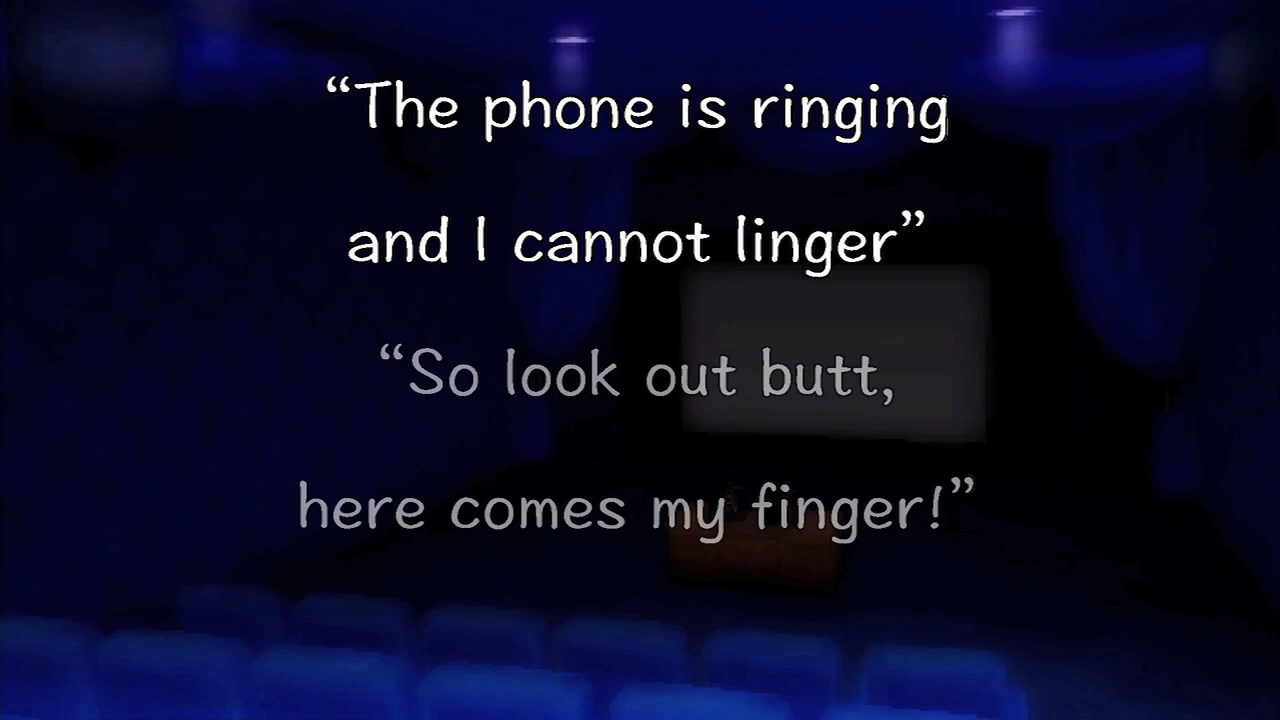 “The phone is ringing
and I cannot linger”
“So look out butt,
here comes my finger!”